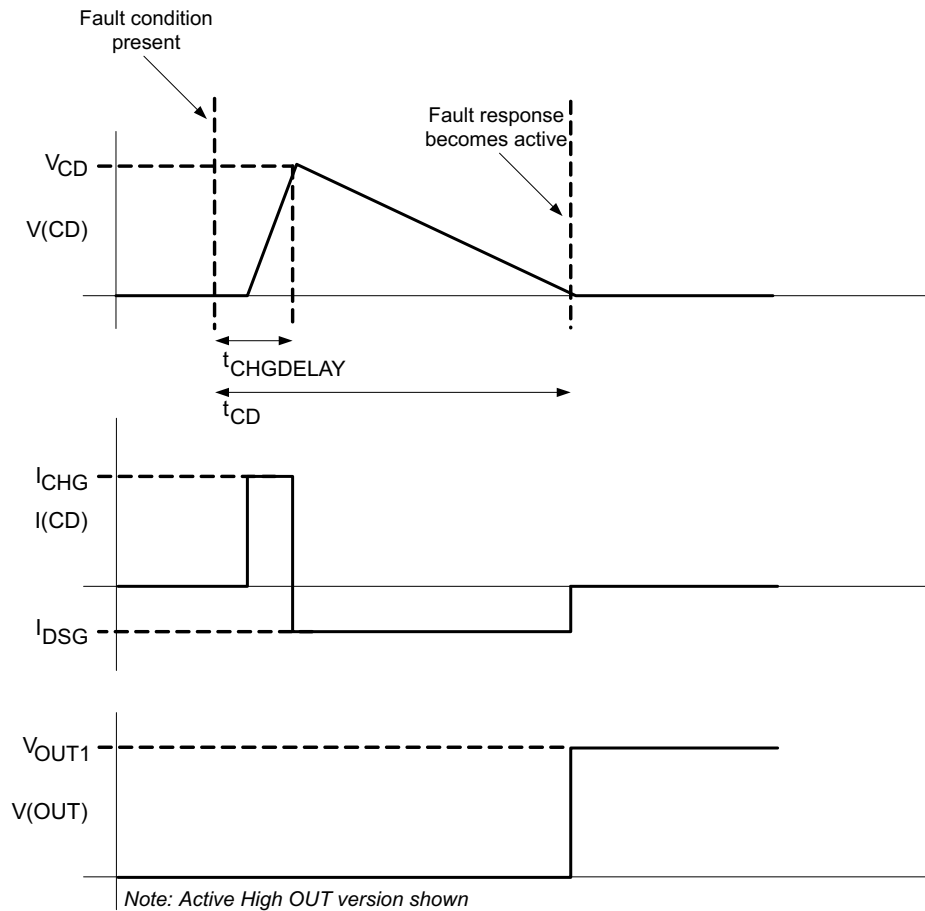 Fault condition
present
Fault response
becomes active
VCD
V(CD)
tCHGDELAY
tCD
ICHG
I(CD)
IDSG
VOUT1
V(OUT)
Note: Active High OUT version shown